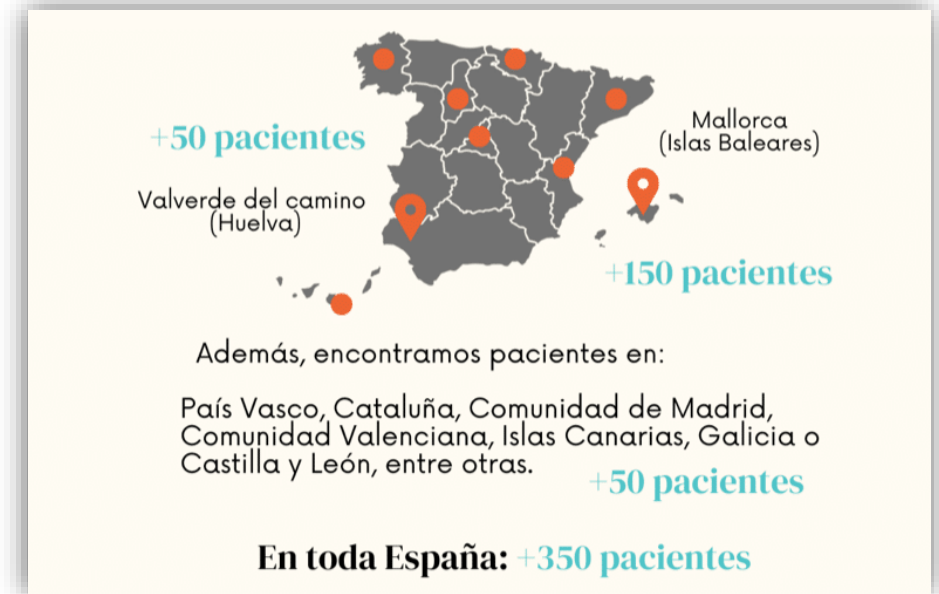 +50 pacientes
Valverde del camino
(Huelva)
Mallorca
(Islas Baleares)
+150 pacientes
Además, encontramos pacientes en:
País Vasco, Cataluña, Comunidad de Madrid,
Comunidad Valenciana, Islas Canarias, Galicia o
Castilla y León, entre otras.
+50 pacientes
En toda España: +350 pacientes